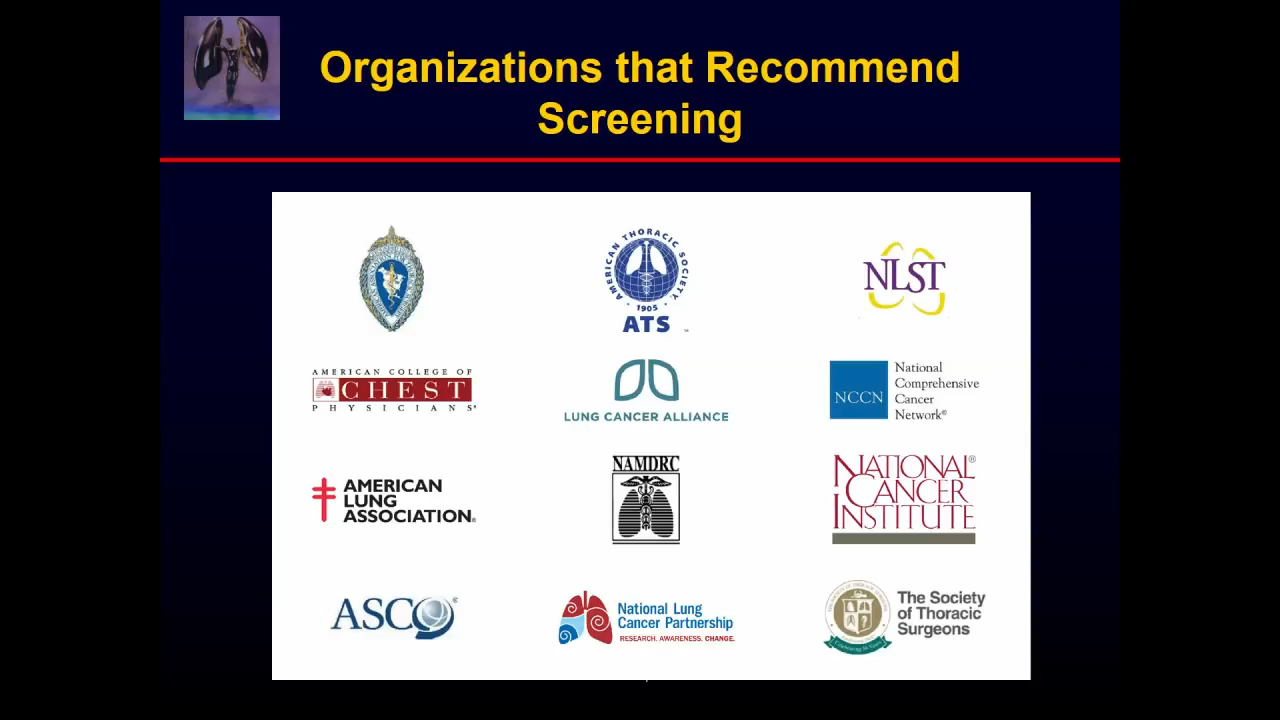 Organizations that Recommend
Screening
AMERICAN THORACIC SOCIETY
1905
ATS
NLST
AMERICAN COLLEGE OF
CHEST
PHYSICIANS®
LUNG CANCER ALLIANCE
NCCN
National
Comprehensive
Cancer
Network®
AMERICAN
LUNG
ASSOCIATION®
NAMDRC
NATIONAL®
CANCER
INSTITUTE
ASCO®
National Lung
Cancer Partnership
RESEARCH. AWARENESS. CHANGE.
The Society
of Thoracic
Surgeons